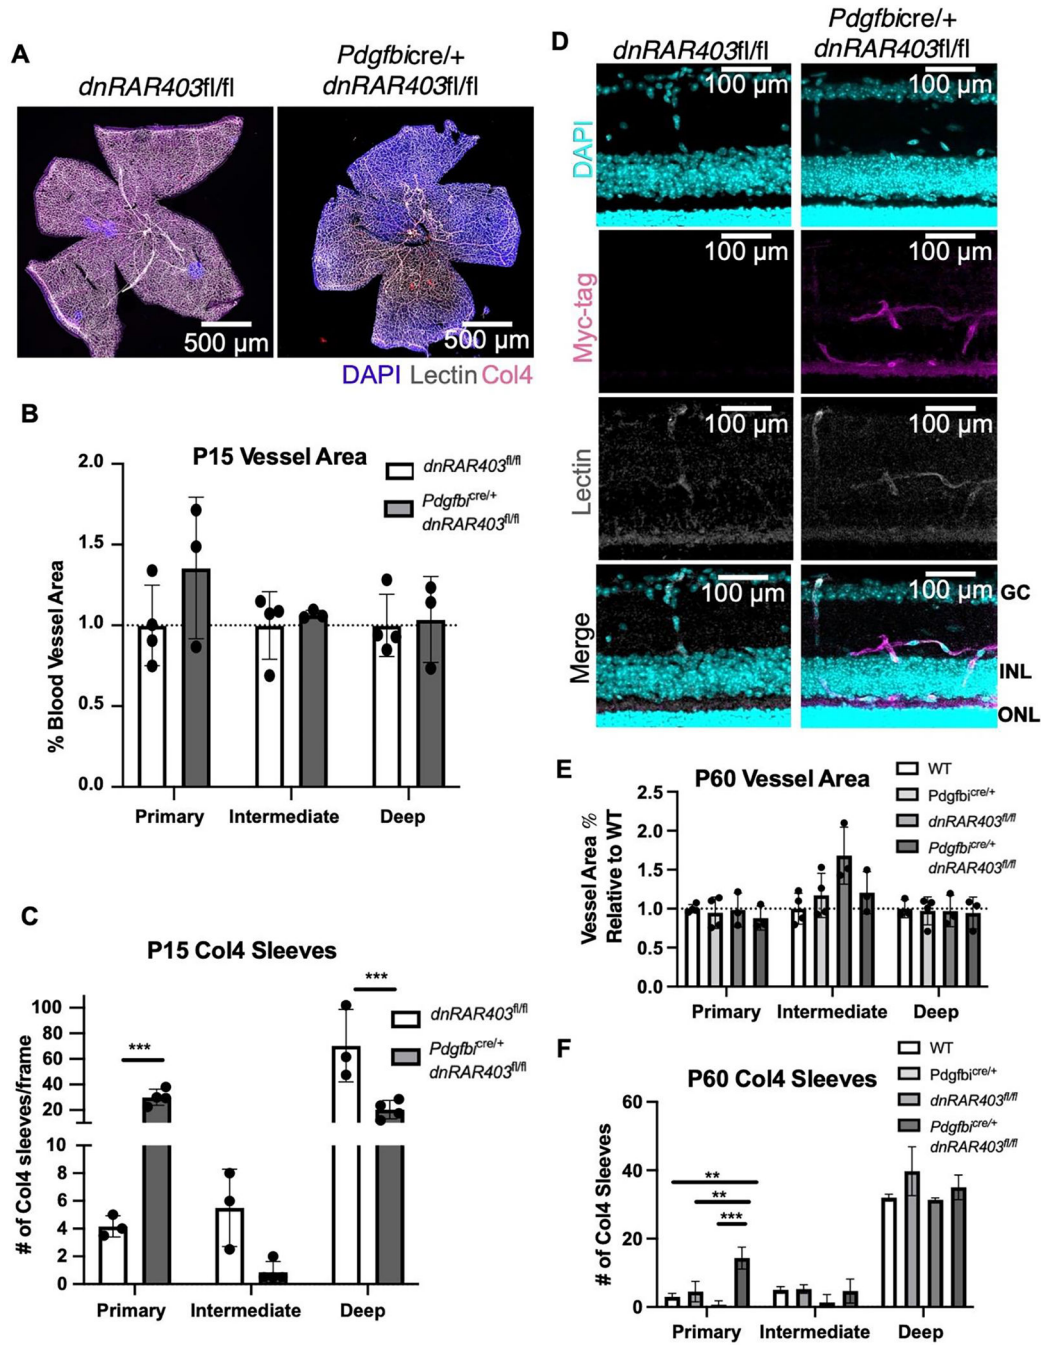 A
dnRAR403fl/fl
Pdgfbicre/+
dnRAR403fl/fl
500 µm
500 µm
DAPI Lectin Col4
B
P15 Vessel Area
dnRAR403fl/fl
Pdgfbicre/+
dnRAR403fl/fl
% Blood Vessel Area
2.0
1.5
1.0
0.5
0.0
Primary
Intermediate
Deep
C
P15 Col4 Sleeves
***
***
dnRAR403fl/fl
Pdgfbicre/+
dnRAR403fl/fl
# of Col4 sleeves/frame
100
80
60
40
20
10
8
6
4
2
0
Primary
Intermediate
Deep
D
dnRAR403fl/fl
Pdgfbicre/+
dnRAR403fl/fl
DAPI
100 µm
100 µm
Myc-tag
100 µm
100 µm
Lectin
100 µm
100 µm
Merge
100 µm
100 µm
GC
INL
ONL
E
P60 Vessel Area
WT
Pdgfbicre/+
dnRAR403fl/fl
Pdgfbicre/+
dnRAR403fl/fl
Vessel Area %
Relative to WT
2.5
2.0
1.5
1.0
0.5
0.0
Primary
Intermediate
Deep
F
P60 Col4 Sleeves
WT
Pdgfbicre/+
dnRAR403fl/fl
Pdgfbicre/+
dnRAR403fl/fl
# of Col4 Sleeves
60
40
20
0
**
**
***
Primary
Intermediate
Deep